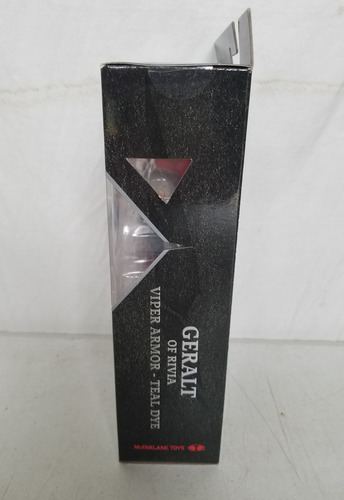 GERALT
OF RIVIA
VIPER ARMOR - TEAL DYE
McFARLANE TOYS